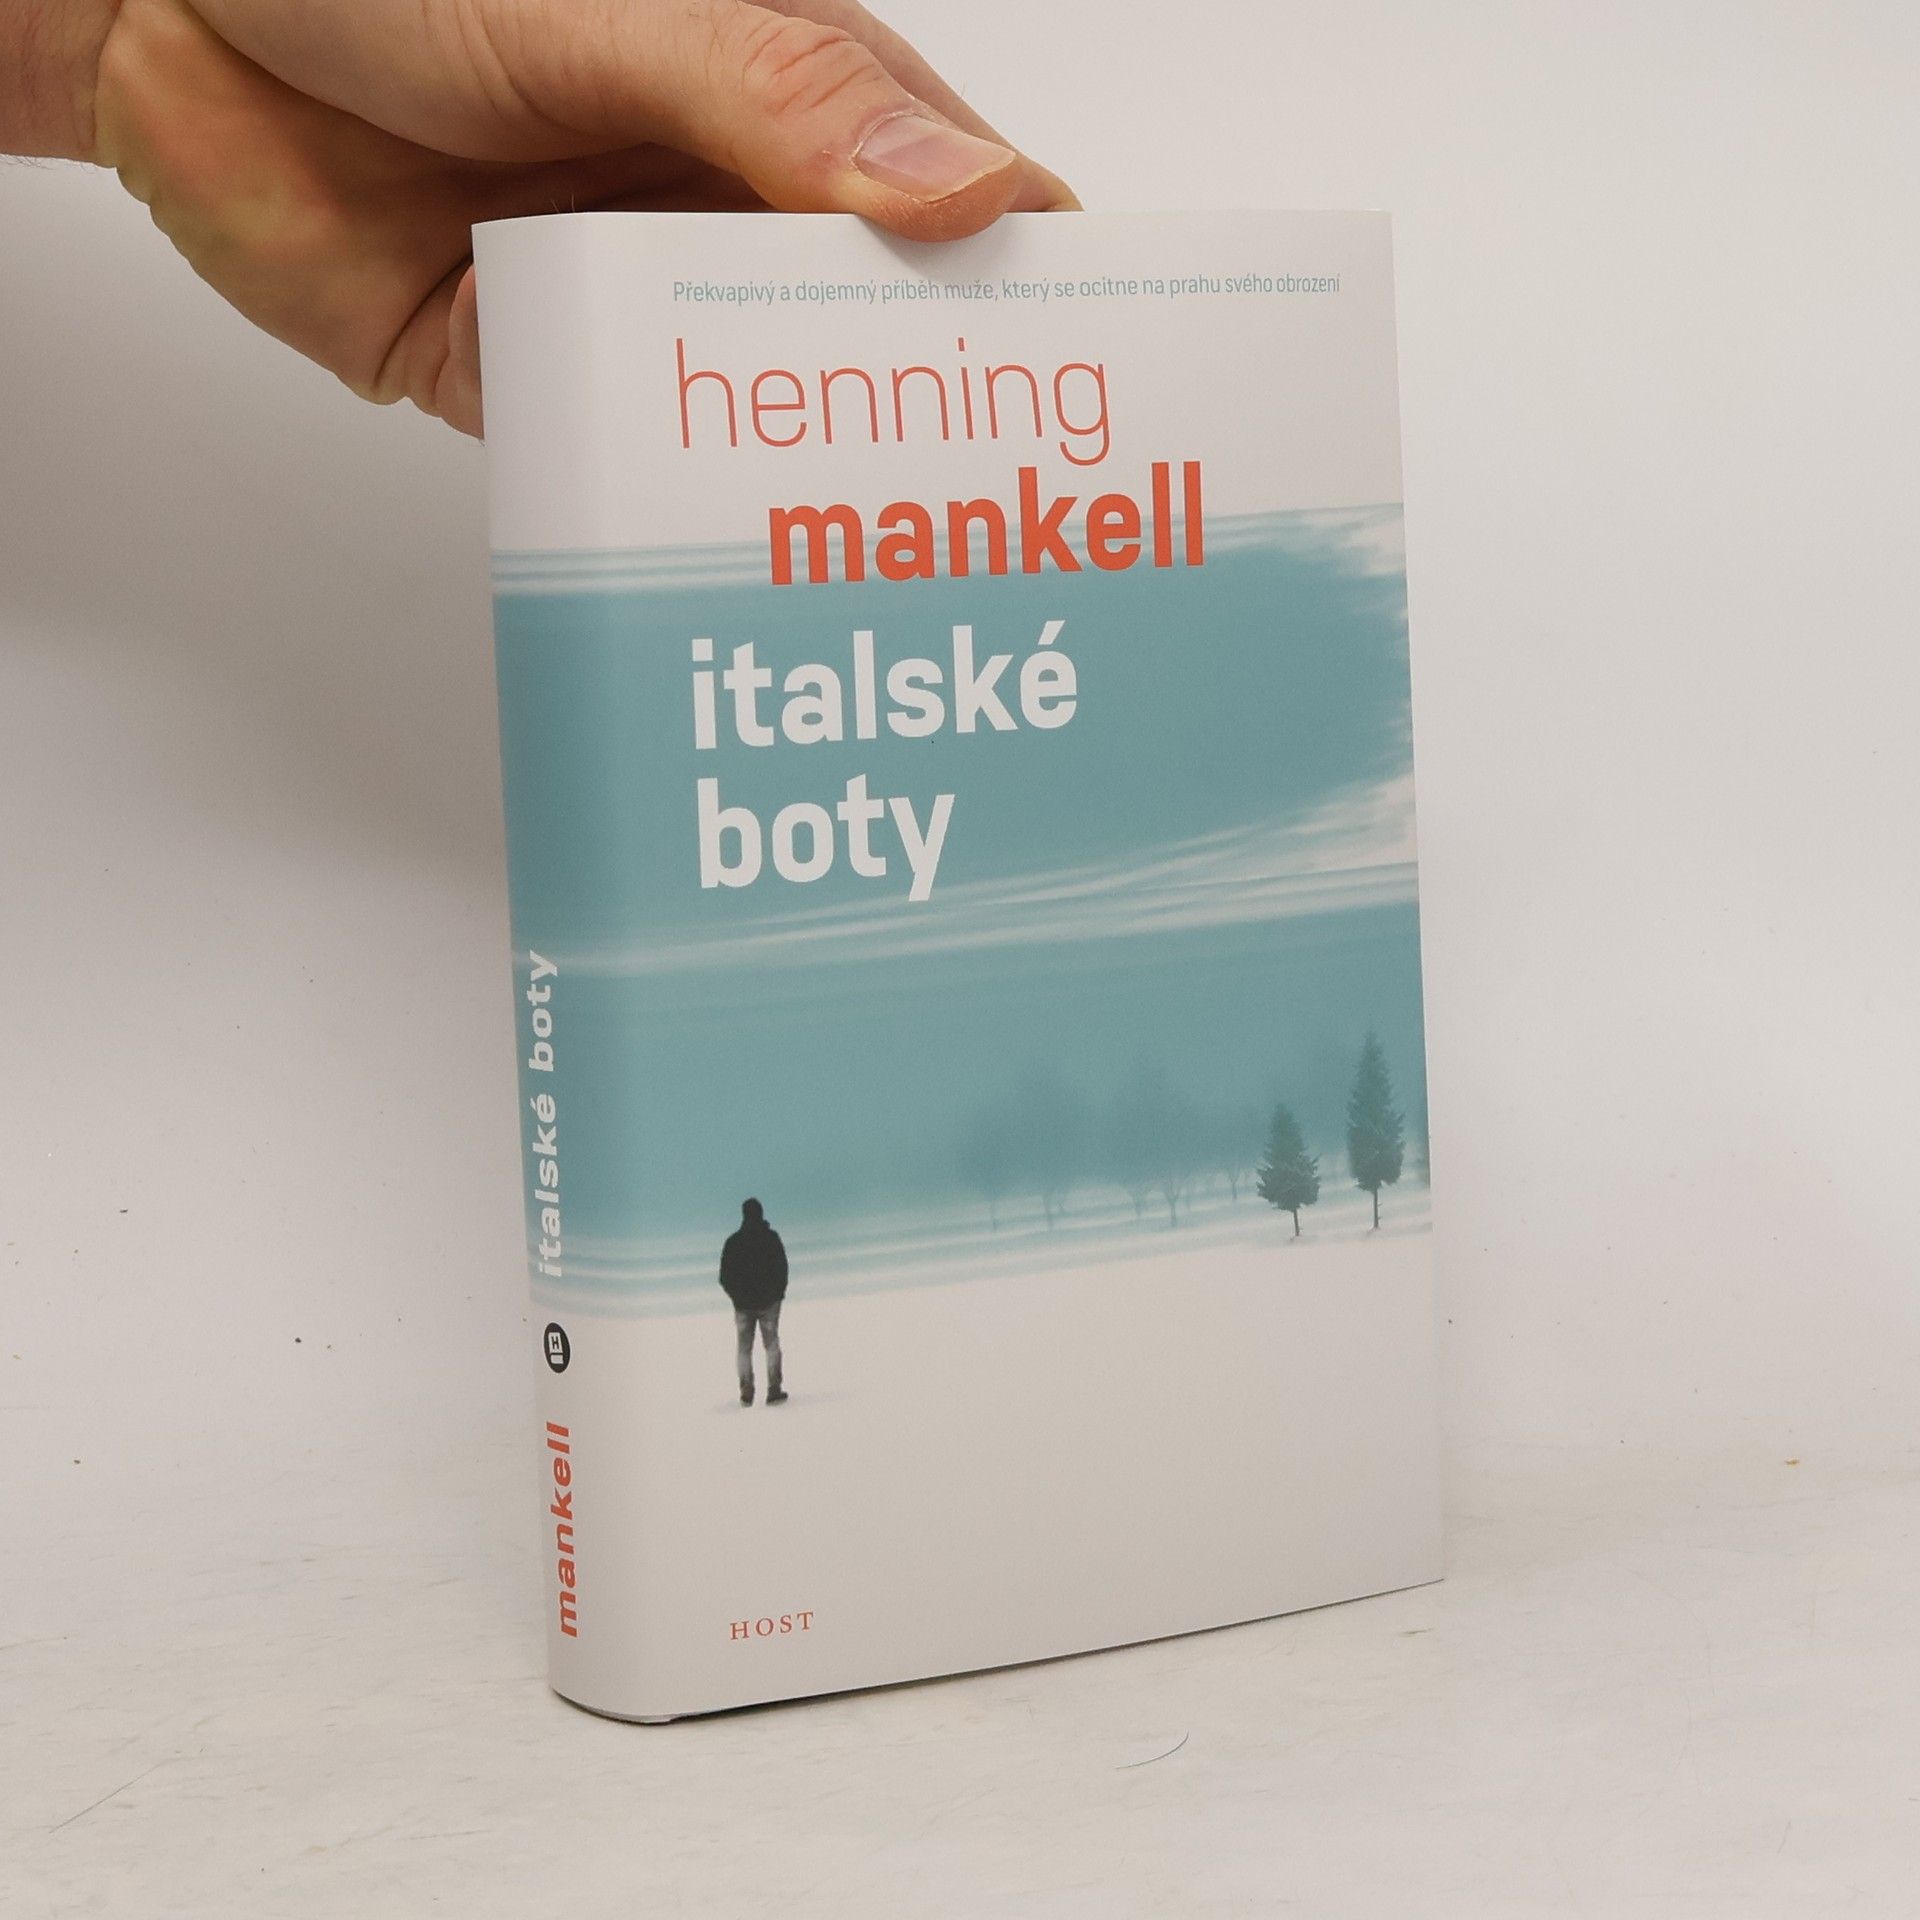 Překvapivý a dojemný příběh muže, který se ocitne na prahu svého obrození
henning
mankell
italské
boty
HOST
italské boty
H
mankell